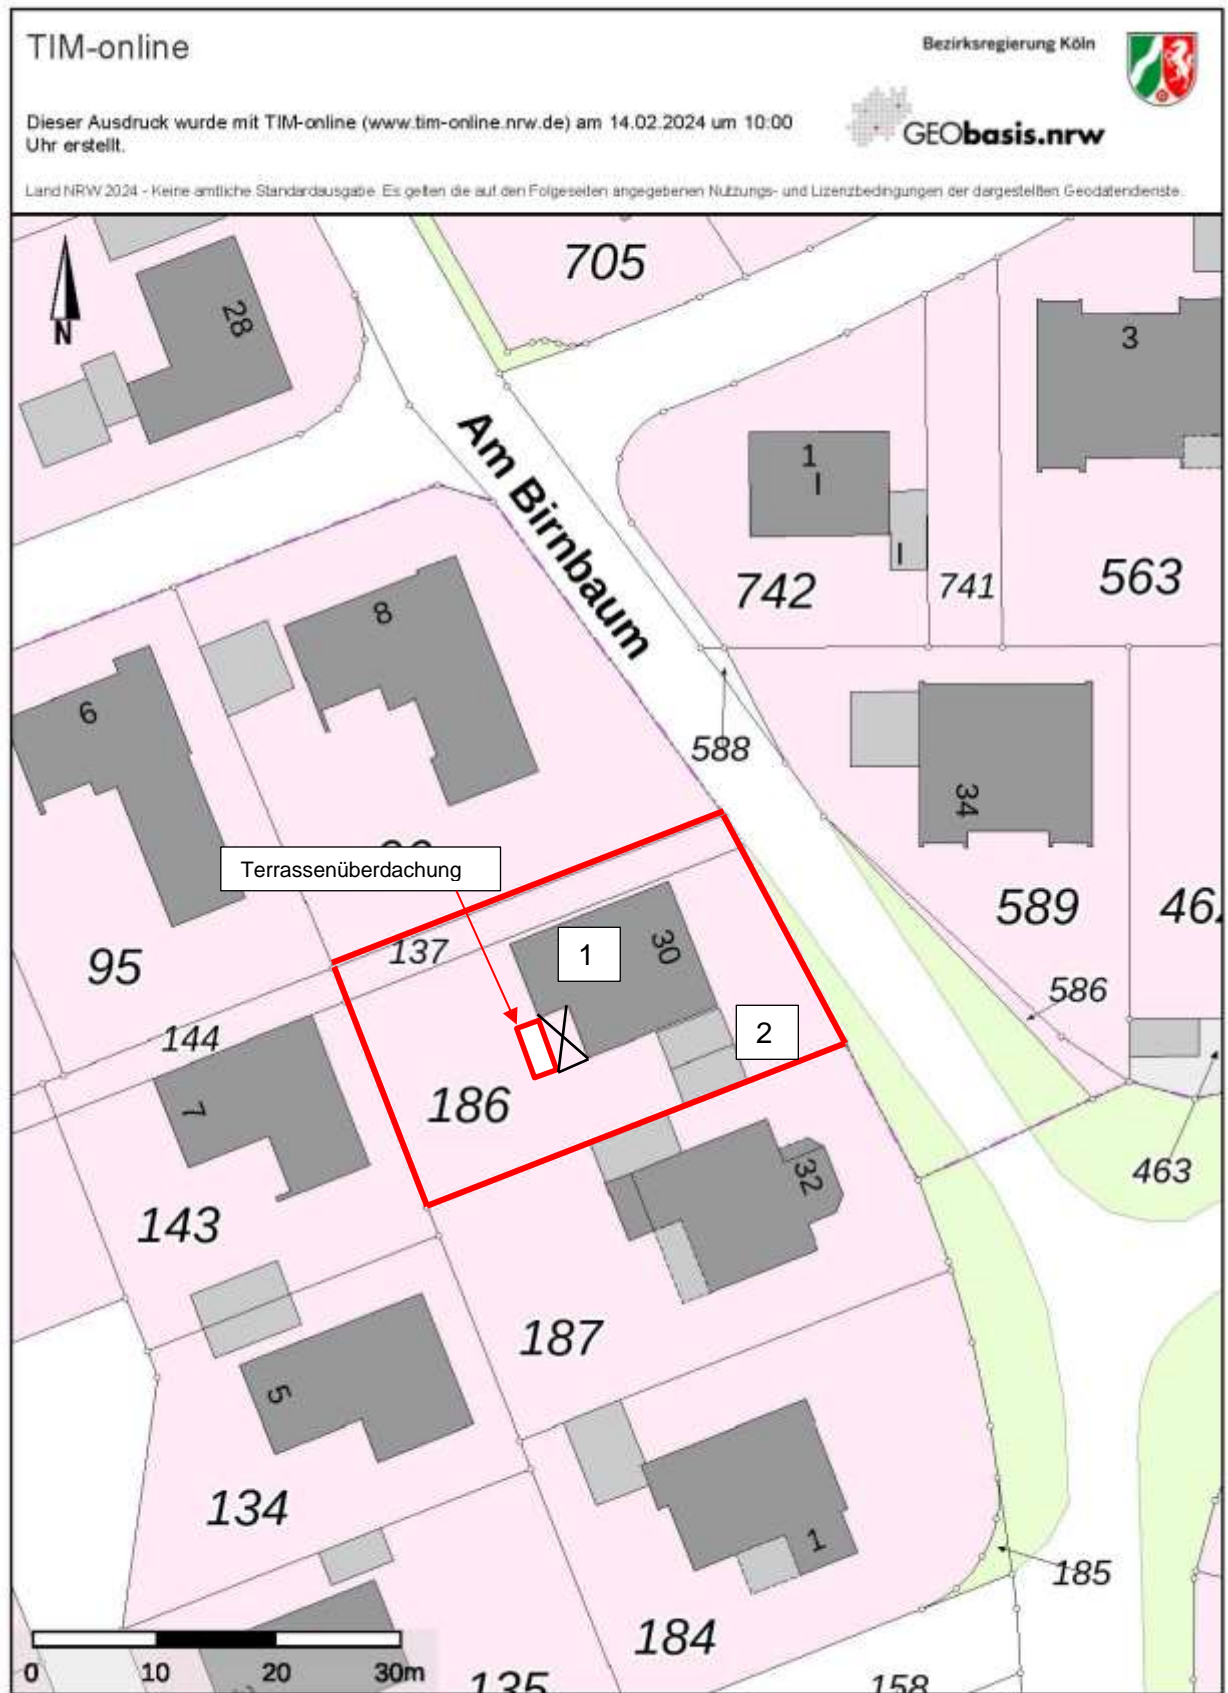 TIM-online
Bezirksregierung Köln
Dieser Ausdruck wurde mit TIM-online (www.tim-online.nrw.de) am 14.02.2024 um 10:00
Uhr erstellt.
GEObasis.nrw
Land NRW 2024 - Keine amtliche Standardausgabe. Es gelten die auf den Folgeseiten angegebenen Nutzungs- und Lizenzbedingungen der dargestellten Geodatendienste.
705
N
28
3
Am Birnbaum
1
I
I
742
741
563
8
6
588
34
Terrassenüberdachung
95
137
1
30
589
586
144
2
7
186
32
463
143
187
5
134
1
185
184
135
158
0 10 20 30m